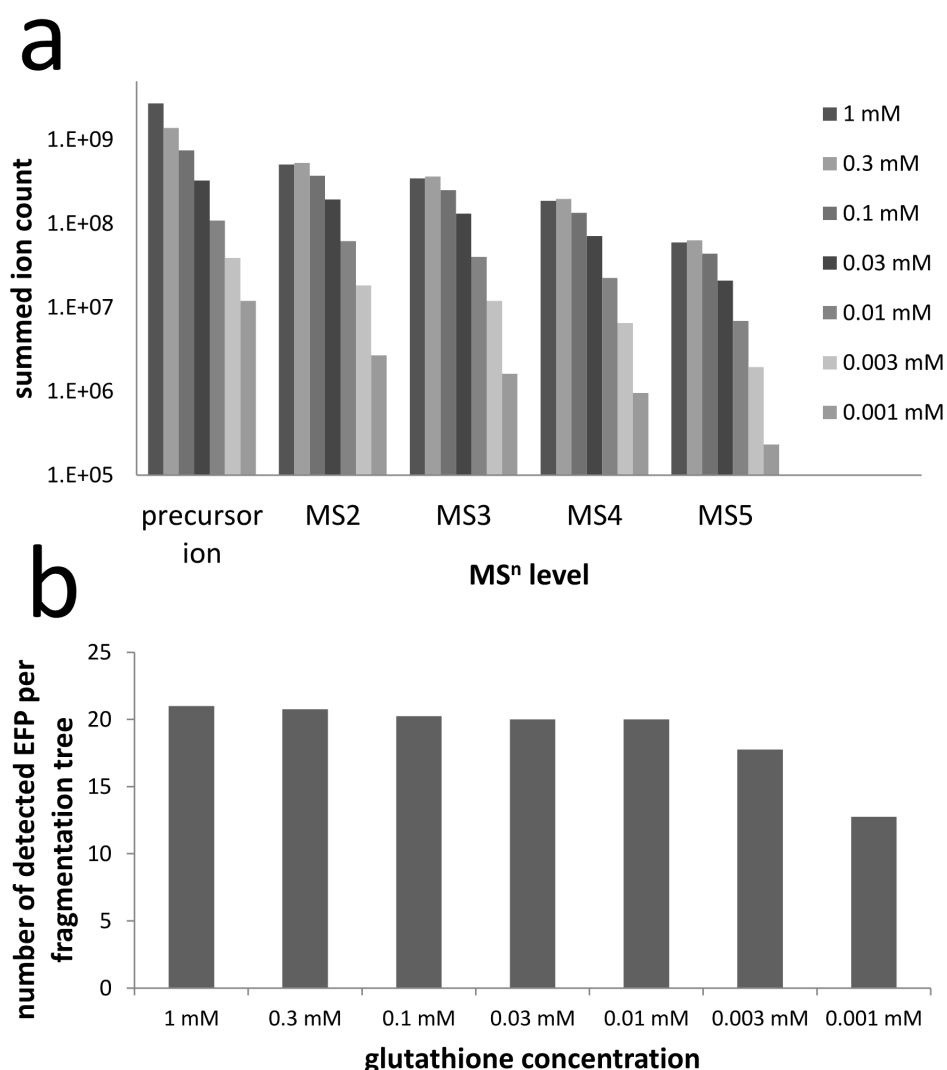 a
summed ion count
1.E+09
1.E+08
1.E+07
1.E+06
1.E+05
precursor
ion
MS2
MS3
MS4
MS5
MSⁿ level
1 mM
0.3 mM
0.1 mM
0.03 mM
0.01 mM
0.003 mM
0.001 mM
b
number of detected EFP per
fragmentation tree
25
20
15
10
5
0
1 mM
0.3 mM
0.1 mM
0.03 mM
0.01 mM
0.003 mM
0.001 mM
glutathione concentration